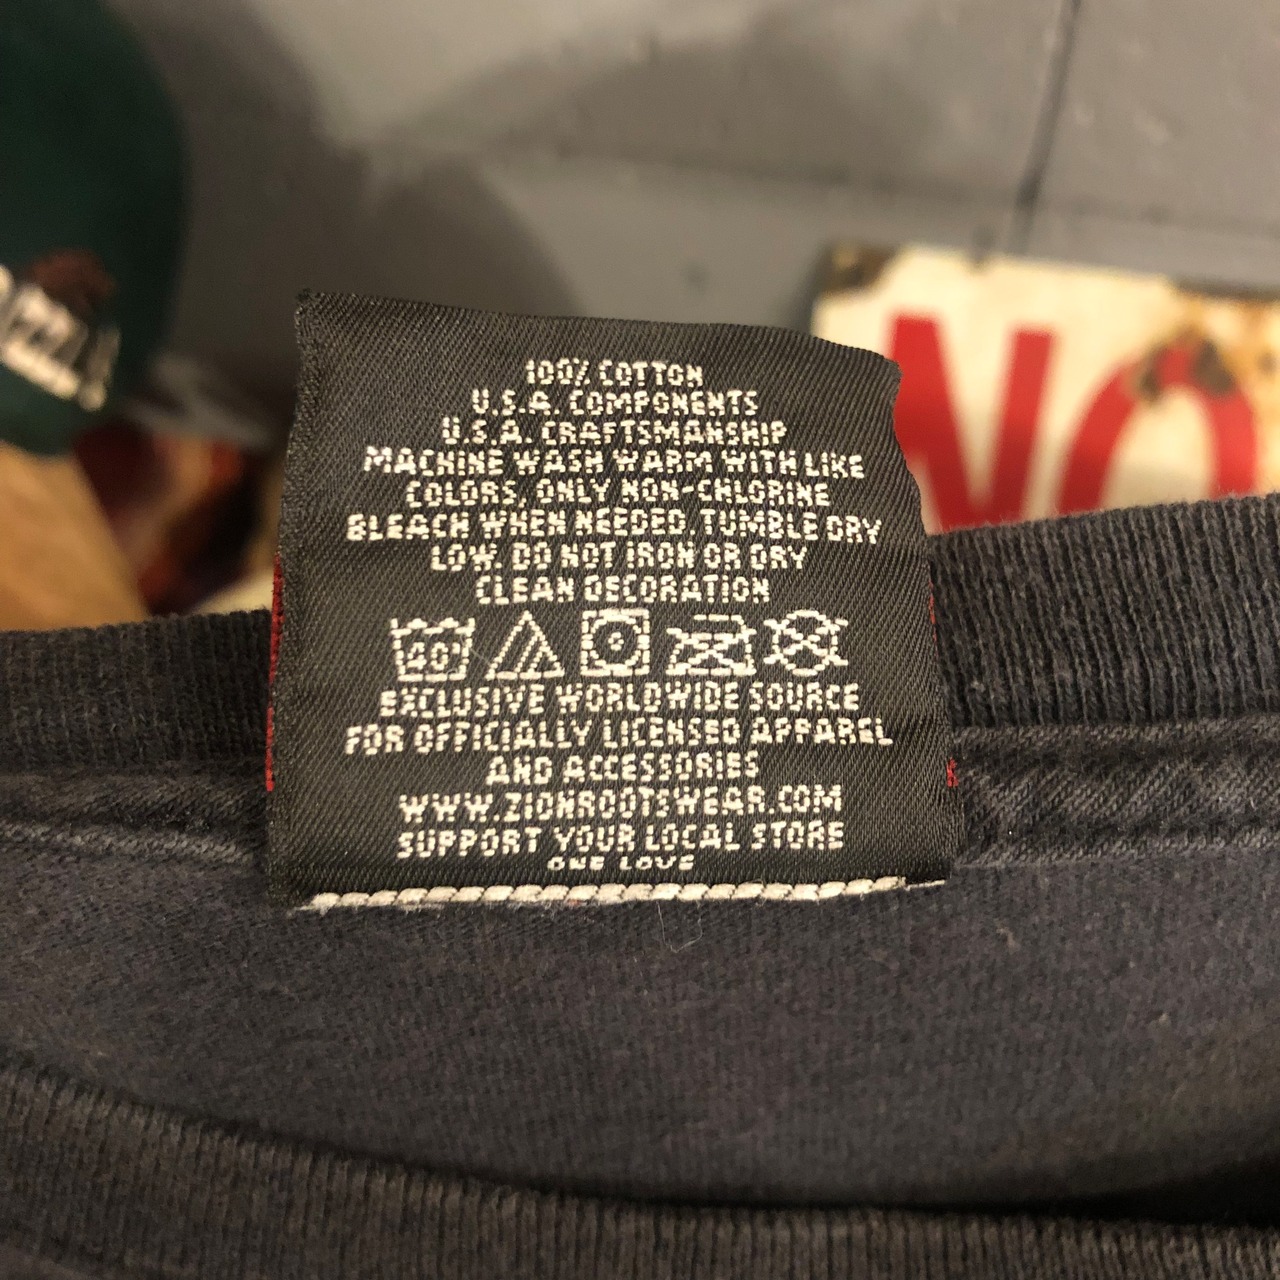 100% COTTON
U.S.A. COMPONENTS
U.S.A. CRAFTSMANSHIP
MACHINE WASH WARM WITH LIKE
COLORS, ONLY NON-CHLORINE
BLEACH WHEN NEEDED, TUMBLE DRY
LOW. DO NOT IRON OR DRY
CLEAN DECORATION
40°
EXCLUSIVE WORLDWIDE SOURCE
FOR OFFICIALLY LICENSED APPAREL
AND ACCESSORIES
WWW.ZIONROOTSWEAR.COM
SUPPORT YOUR LOCAL STORE
ONE LOVE
NO